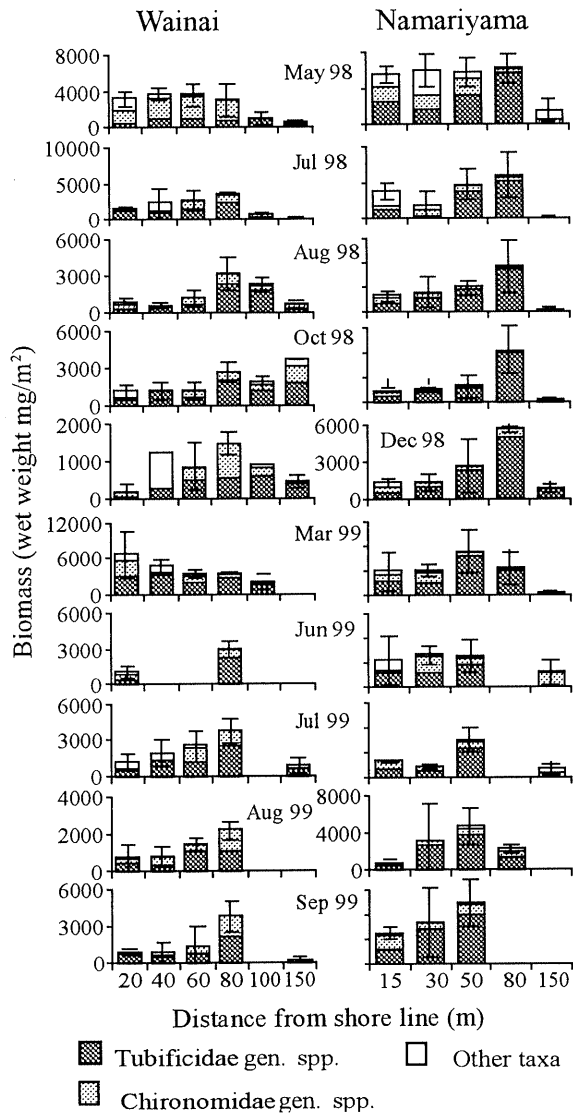 Wainai Namariyama
Biomass (wet weight mg/m²)
May 98
8000
4000
0
Jul 98
10000
5000
0
Aug 98
6000
3000
0
Oct 98
6000
3000
0
Dec 98
2000
1000
0
6000
3000
0
Mar 99
12000
6000
0
Jun 99
6000
3000
0
Jul 99
6000
3000
0
Aug 99
4000
2000
0
8000
4000
0
Sep 99
6000
3000
0
20 40 60 80 100 150 15 30 50 80 150
Distance from shore line (m)
Tubificidae gen. spp. Other taxa
Chironomidae gen. spp.